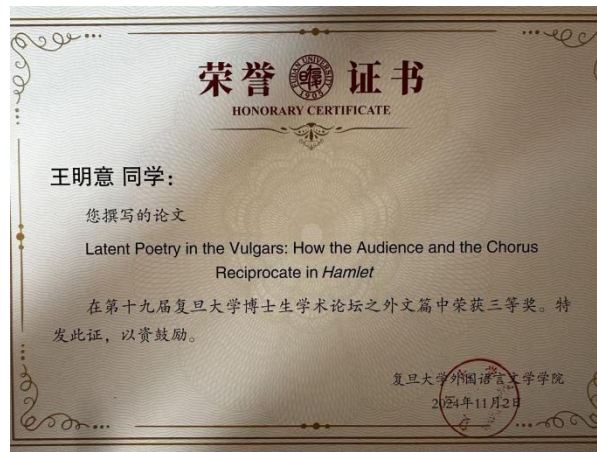 荣誉证书
HONORARY CERTIFICATE
王明意 同学：
您撰写的论文
Latent Poetry in the Vulgars: How the Audience and the Chorus
Reciprocate in Hamlet
在第十九届复旦大学博士生学术论坛之外文篇中荣获三等奖。特
发此证，以资鼓励。
复旦大学外国语言文学学院
2024年11月2日